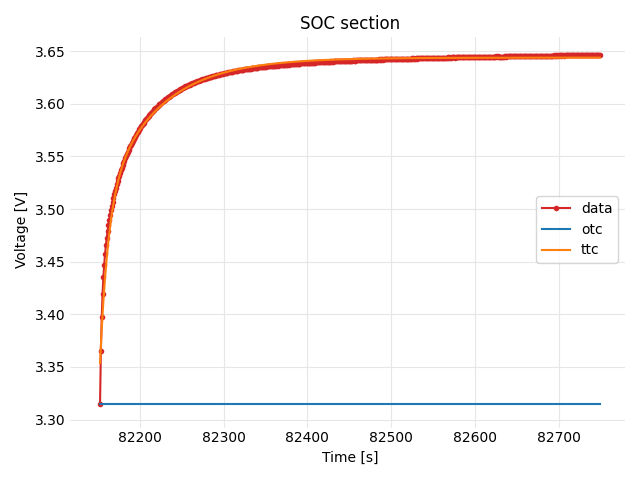 SOC section
3.65
3.60
3.55
3.50
3.45
3.40
3.35
3.30
Voltage [V]
data
otc
ttc
82200 82300 82400 82500 82600 82700
Time [s]